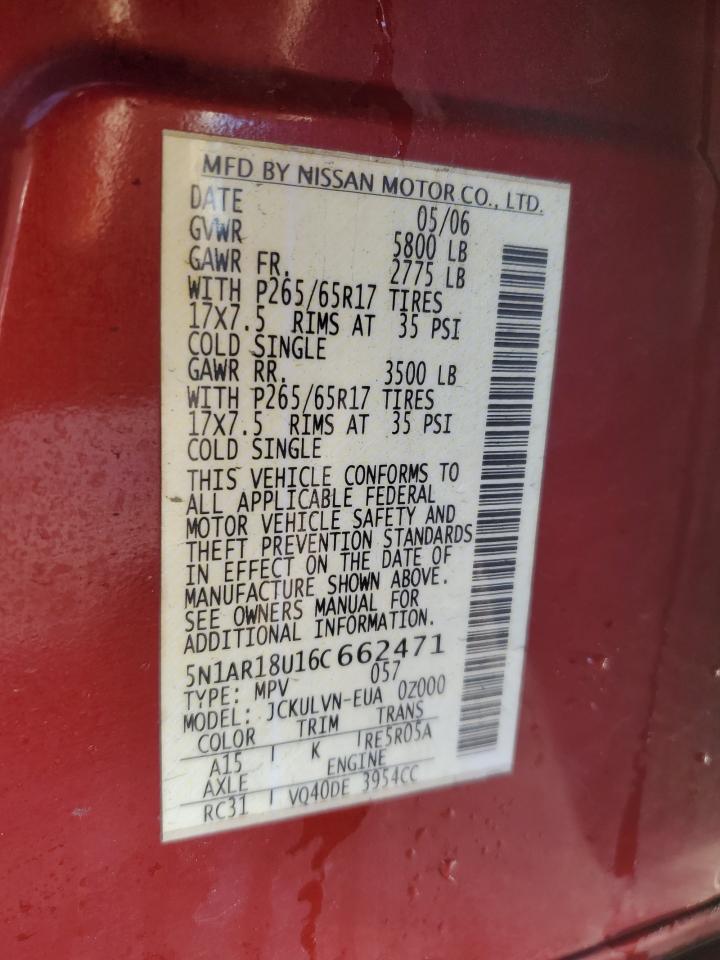 MFD BY NISSAN MOTOR CO., LTD.
DATE 05/06
GVWR 5800 LB
GAWR FR. 2775 LB
WITH P265/65R17 TIRES
17X7.5 RIMS AT 35 PSI
COLD SINGLE
GAWR RR. 3500 LB
WITH P265/65R17 TIRES
17X7.5 RIMS AT 35 PSI
COLD SINGLE
THIS VEHICLE CONFORMS TO
ALL APPLICABLE FEDERAL
MOTOR VEHICLE SAFETY AND
THEFT PREVENTION STANDARDS
IN EFFECT ON THE DATE OF
MANUFACTURE SHOWN ABOVE.
SEE OWNERS MANUAL FOR
ADDITIONAL INFORMATION.
5N1AR18U16C662471
TYPE: MPV 057
MODEL: JCKULVN-EUA 0Z000
COLOR TRIM TRANS
A15 K RE5R05A
AXLE ENGINE
RC31 VQ40DE 3954CC